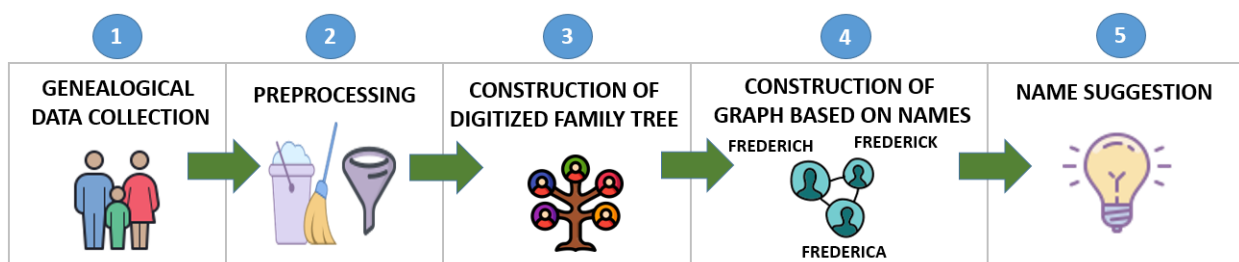 1
GENEALOGICAL
DATA COLLECTION
2
PREPROCESSING
3
CONSTRUCTION OF
DIGITIZED FAMILY TREE
4
CONSTRUCTION OF
GRAPH BASED ON NAMES
FREDERICH
FREDERICK
FREDERICA
5
NAME SUGGESTION